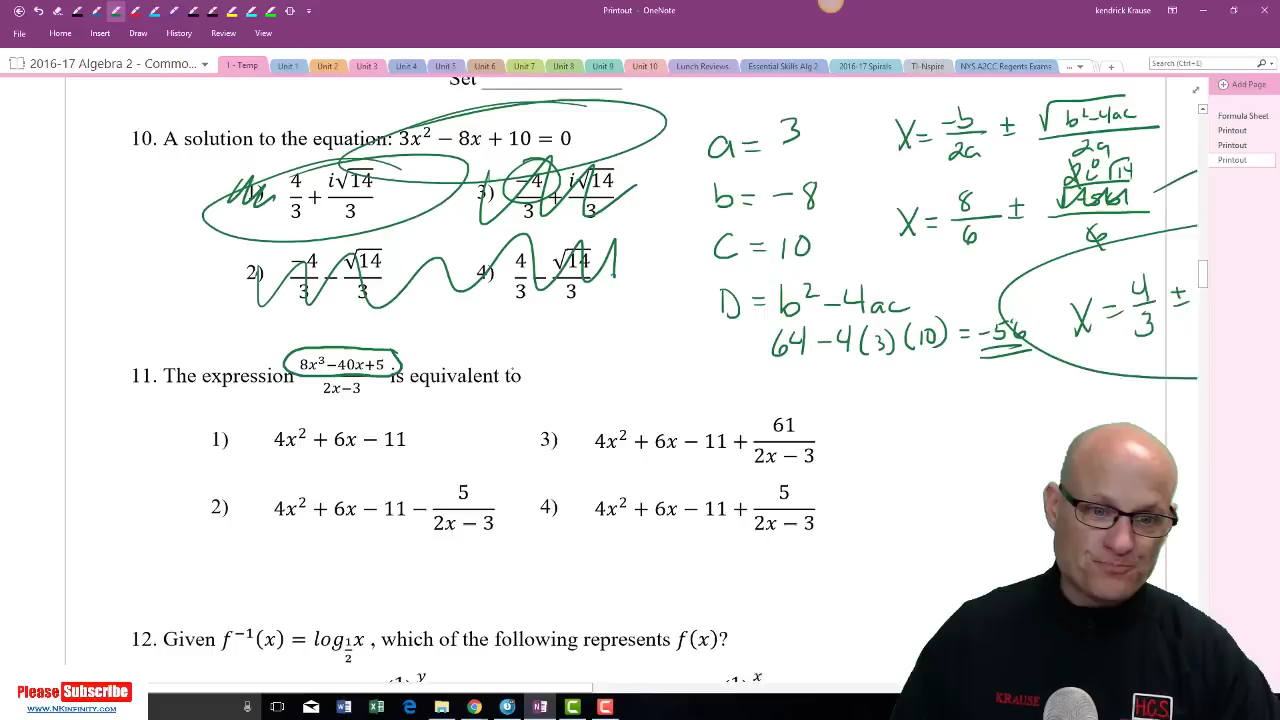 Printout - OneNote
kendrick Krause
File Home Insert Draw History Review View
2016-17 Algebra 2 - Commo...
1 - Temp Unit 1 Unit 2 Unit 3 Unit 4 Unit 5 Unit 6 Unit 7 Unit 8 Unit 9 Unit 10 Lunch Reviews. Essential Skills Alg 2 2016-17 Spirals TI-Nspire NYS A2CC Regents Exams ... +
Search (Ctrl+E)
Add Page
Formula Sheet
Printout
Printout
Printout
Set
10. A solution to the equation: 3x² − 8x + 10 = 0
4/3 + i√14/3
3) −4/3 + i√14/3
2) −4/3 − √14/3
4) 4/3 − √14/3
a = 3
b = −8
C = 10
D = b² − 4ac
64 − 4(3)(10) = −56
X = −b/2a ± √b²−4ac/2a
X = 8/6 ± 2i√14/6
X = 4/3 ±
11. The expression 8x³−40x+5/2x−3 is equivalent to
1) 4x² + 6x − 11
3) 4x² + 6x − 11 + 61/2x − 3
2) 4x² + 6x − 11 − 5/2x − 3
4) 4x² + 6x − 11 + 5/2x − 3
12. Given f⁻¹(x) = log_1/2 x , which of the following represents f(x)?
(1) y
(1) x
Please Subscribe
www.NKinfinity.com
KRAUSE
HCS